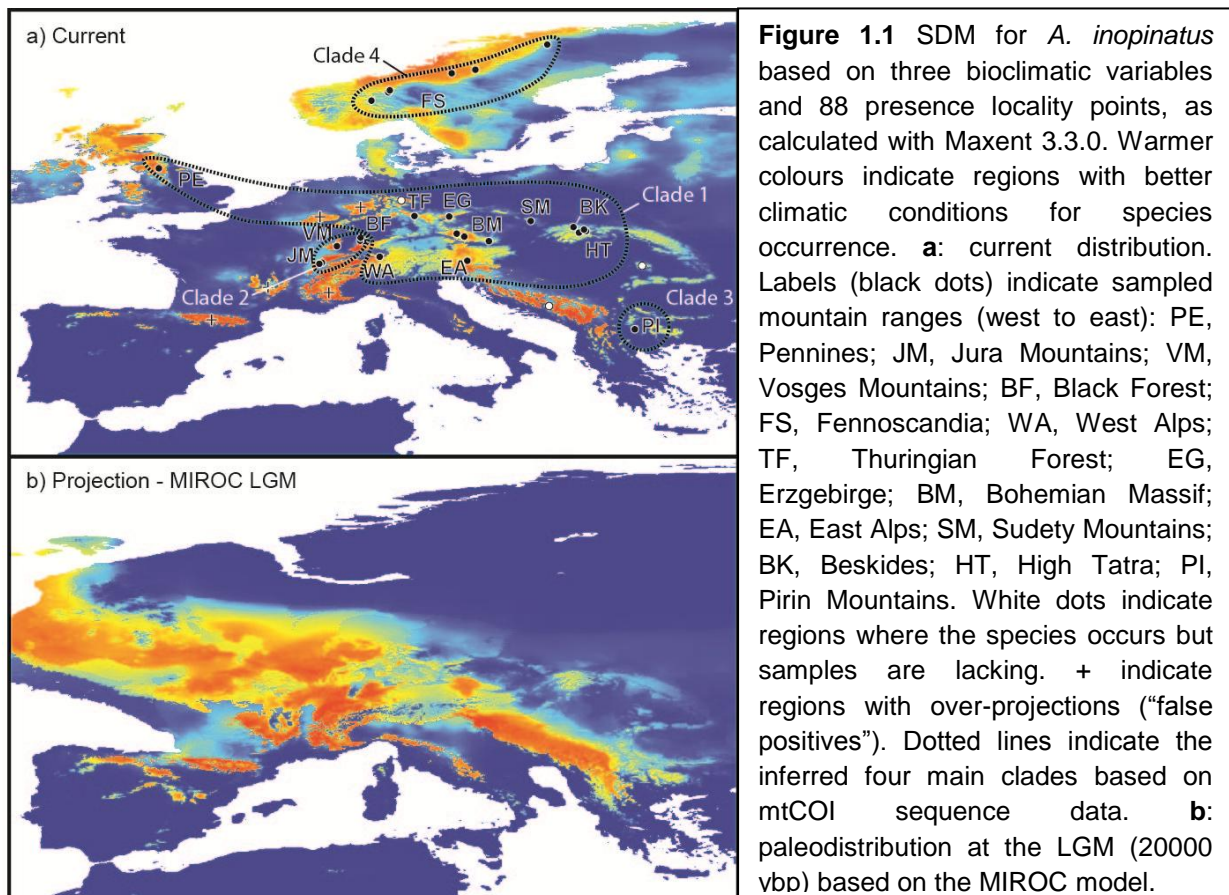 a) Current
Clade 4
FS
PE
Clade 1
TF
EG
SM
BK
VM
BF
BM
HT
JM
WA
EA
Clade 2
Clade 3
PI
b) Projection - MIROC LGM
Figure 1.1 SDM for A. inopinatus
based on three bioclimatic variables
and 88 presence locality points, as
calculated with Maxent 3.3.0. Warmer
colours indicate regions with better
climatic conditions for species
occurrence. a: current distribution.
Labels (black dots) indicate sampled
mountain ranges (west to east): PE,
Pennines; JM, Jura Mountains; VM,
Vosges Mountains; BF, Black Forest;
FS, Fennoscandia; WA, West Alps;
TF, Thuringian Forest; EG,
Erzgebirge; BM, Bohemian Massif;
EA, East Alps; SM, Sudety Mountains;
BK, Beskides; HT, High Tatra; PI,
Pirin Mountains. White dots indicate
regions where the species occurs but
samples are lacking. + indicate
regions with over-projections (“false
positives”). Dotted lines indicate the
inferred four main clades based on
mtCOI sequence data. b:
paleodistribution at the LGM (20000
ybp) based on the MIROC model.